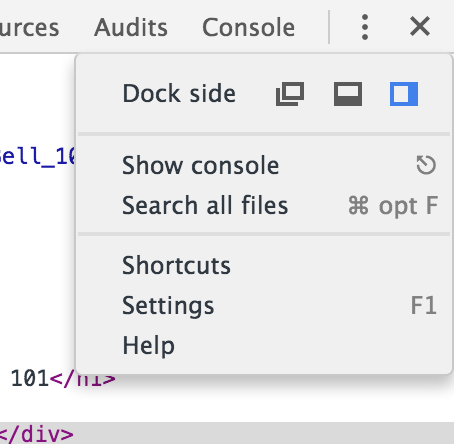 urces Audits Console
Dock side
ell_10
Show console
Search all files ⌘ opt F
Shortcuts
Settings F1
Help
101</h1>
</div>